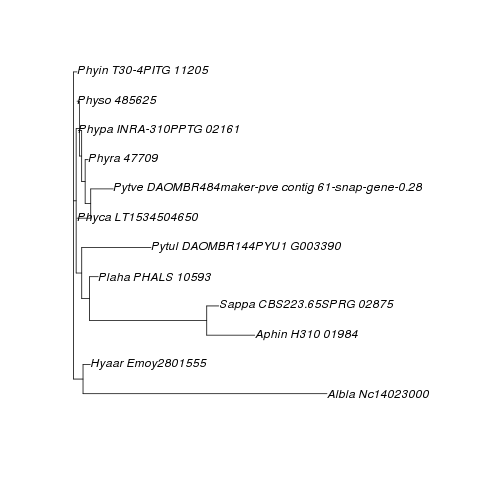 Phyin T30-4PITG 11205
Physo 485625
Phypa INRA-310PPTG 02161
Phyra 47709
Pytve DAOMBR484maker-pve contig 61-snap-gene-0.28
Phyca LT1534504650
Pytul DAOMBR144PYU1 G003390
Plaha PHALS 10593
Sappa CBS223.65SPRG 02875
Aphin H310 01984
Hyaar Emoy2801555
Albla Nc14023000